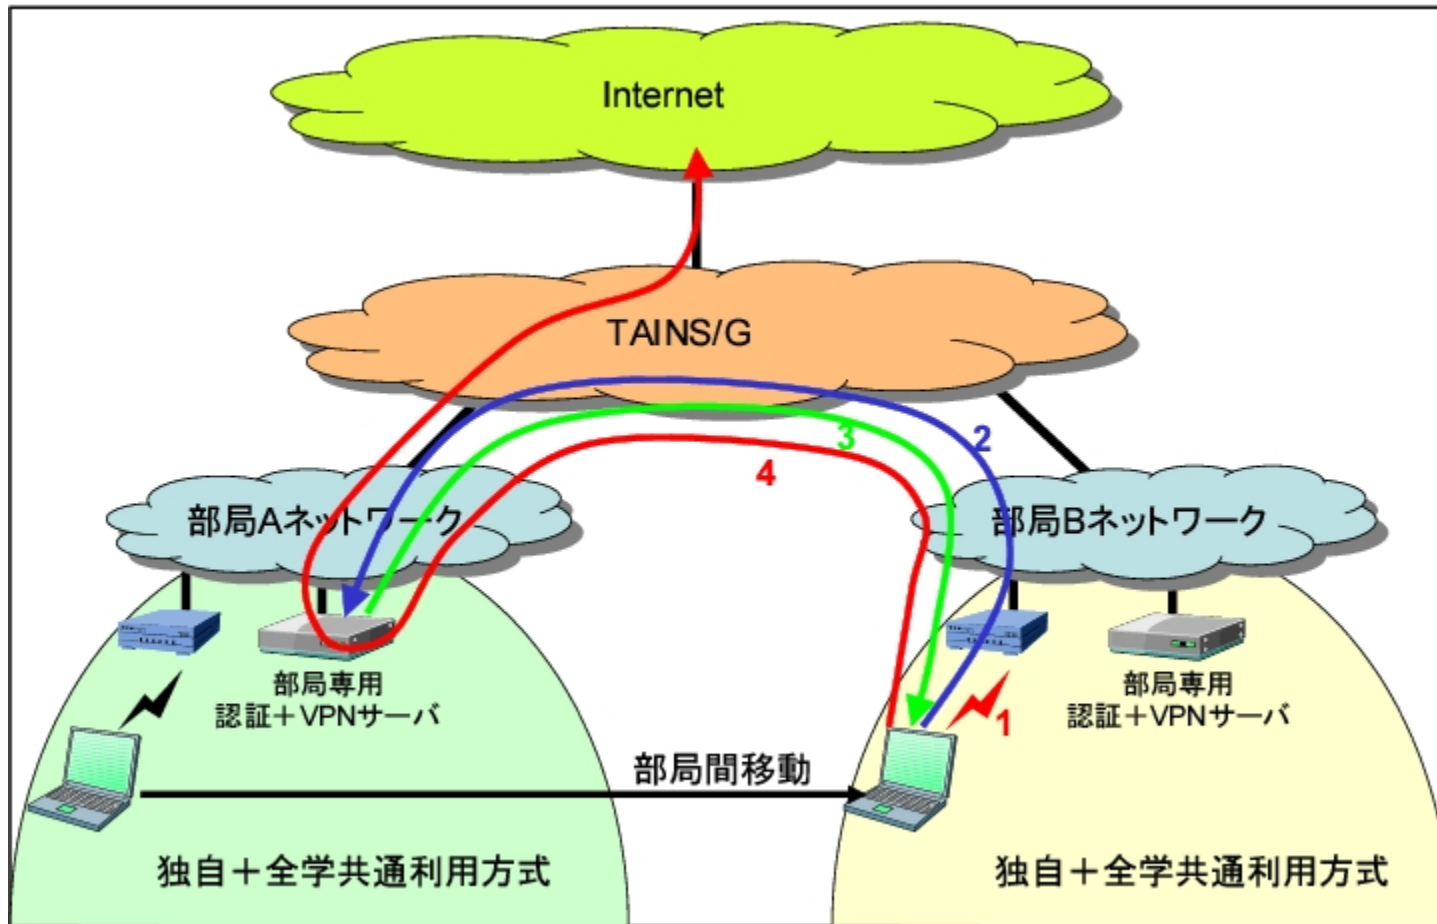 Internet
TAINS/G
2
3
4
部局Aネットワーク
部局Bネットワーク
部局専用
認証+VPNサーバ
部局専用
認証+VPNサーバ
1
部局間移動
独自+全学共通利用方式
独自+全学共通利用方式